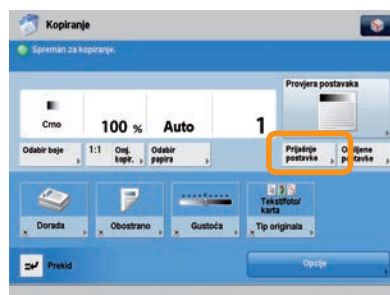 Kopiranje
Spreman za kopiranje.
Provjera postavaka
Crno
100 %
Auto
1
Odabir boje
1:1
Omj. kopir.
Odabir papira
Prijašnje postavke
Omiljene postavke
Dorada
Obostrano
Gustoća
Tekst/foto/
karta
Tip originala
Prekid
Opcije